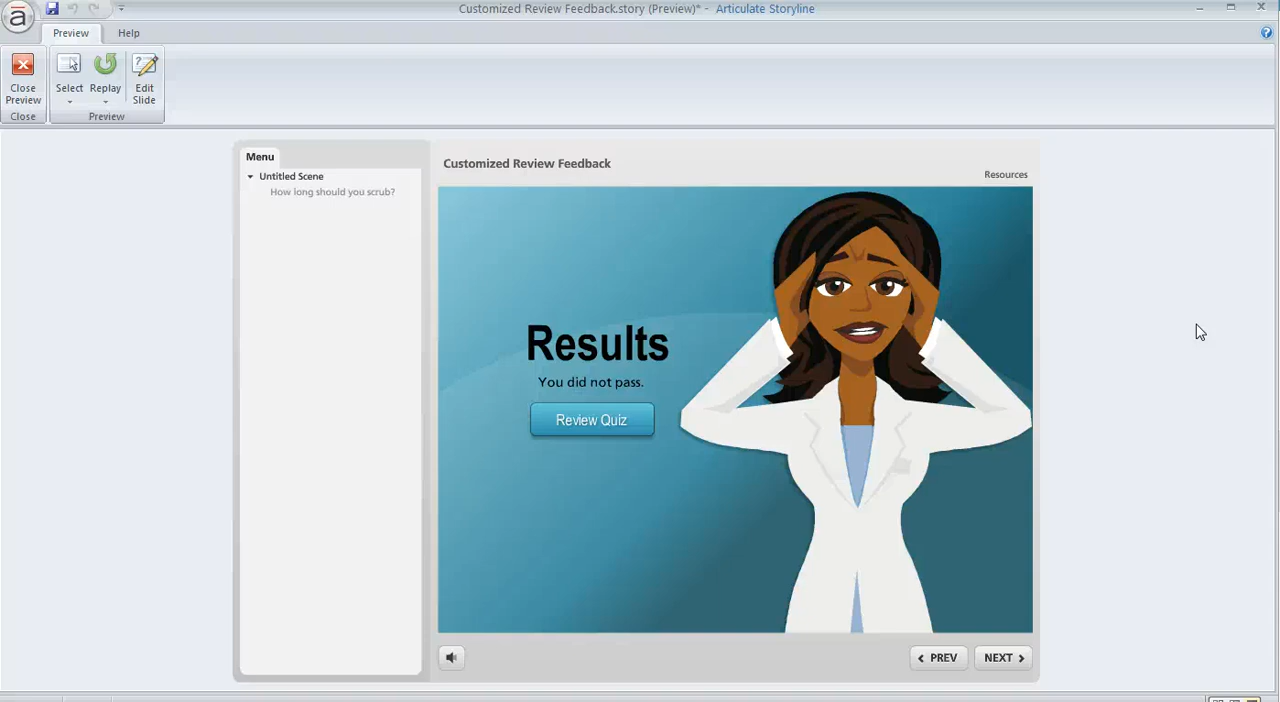 Customized Review Feedback.story (Preview)* - Articulate Storyline
Preview
Help
Close Preview
Select
Replay
Edit Slide
Close
Preview
Menu
Untitled Scene
How long should you scrub?
Customized Review Feedback
Resources
Results
You did not pass.
Review Quiz
PREV
NEXT